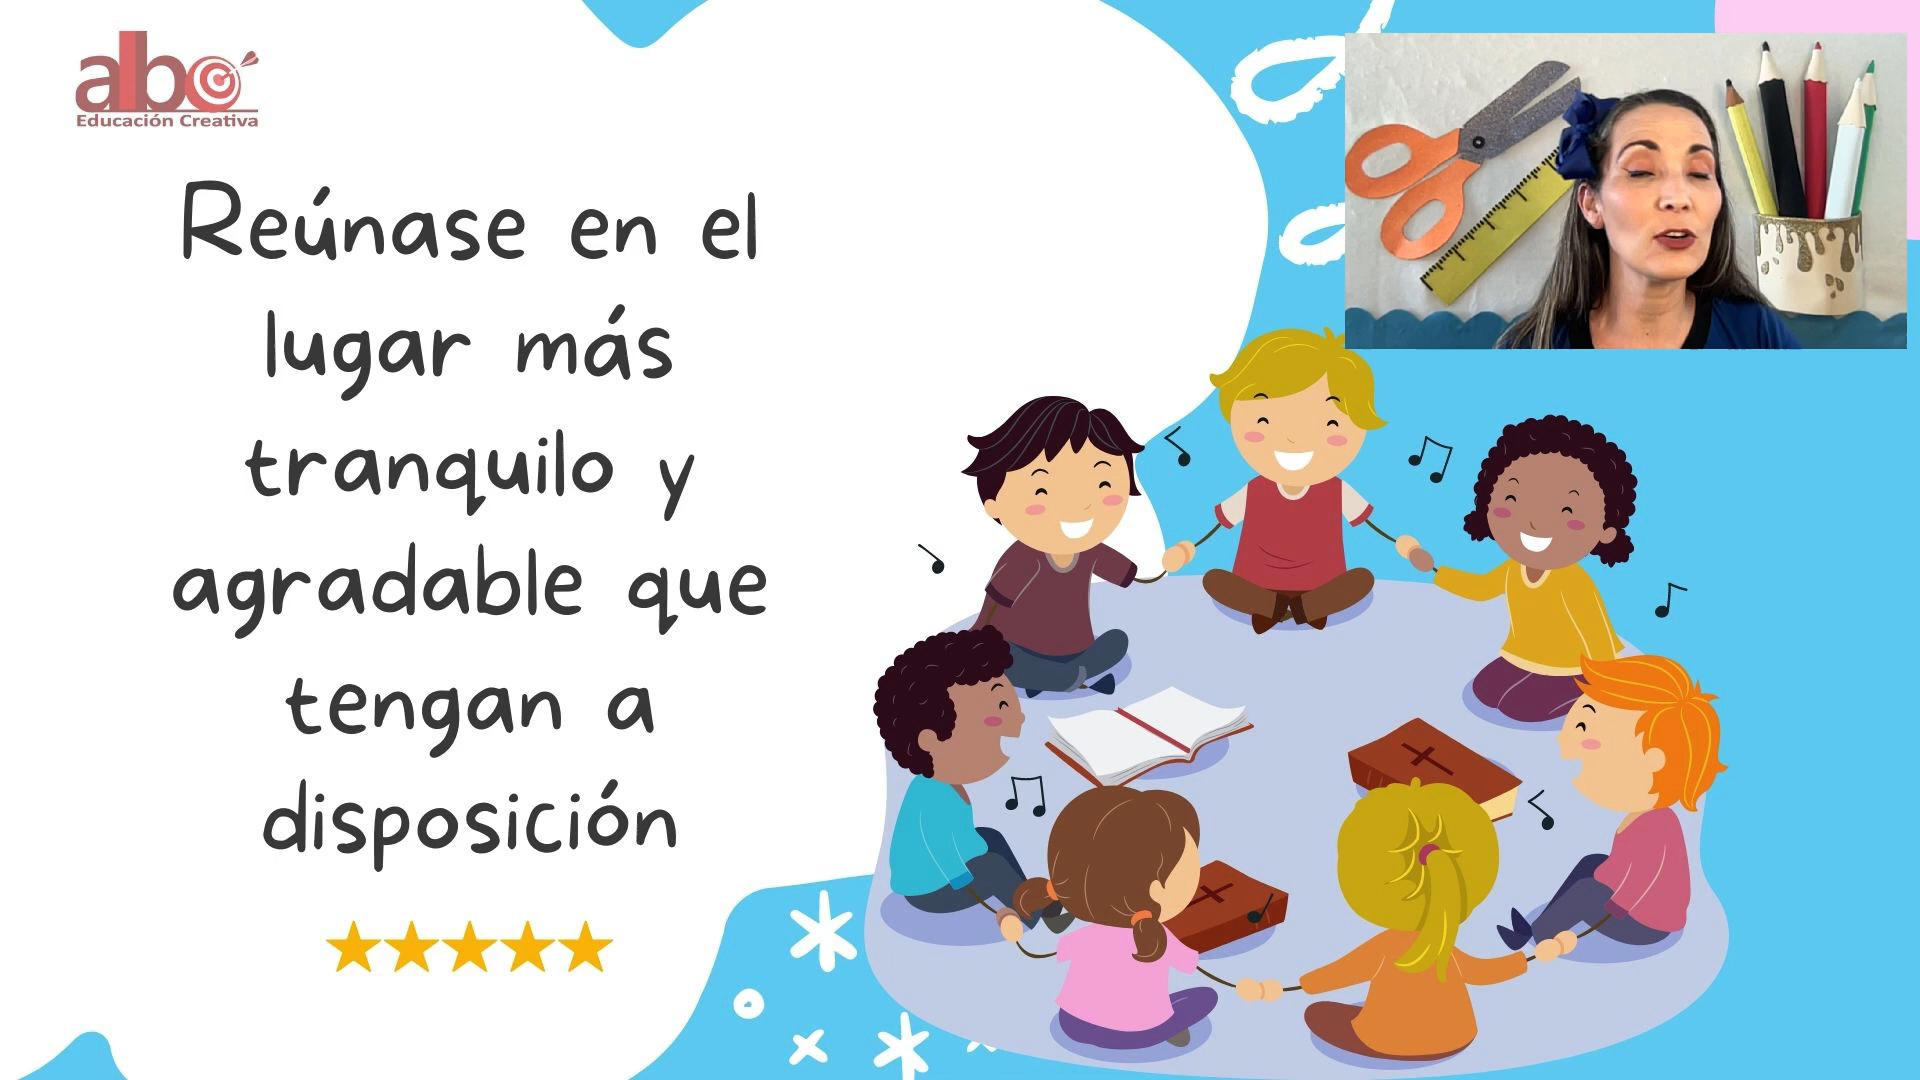 abc
Educación Creativa
Reúnase en el
lugar más
tranquilo y
agradable que
tengan a
disposición